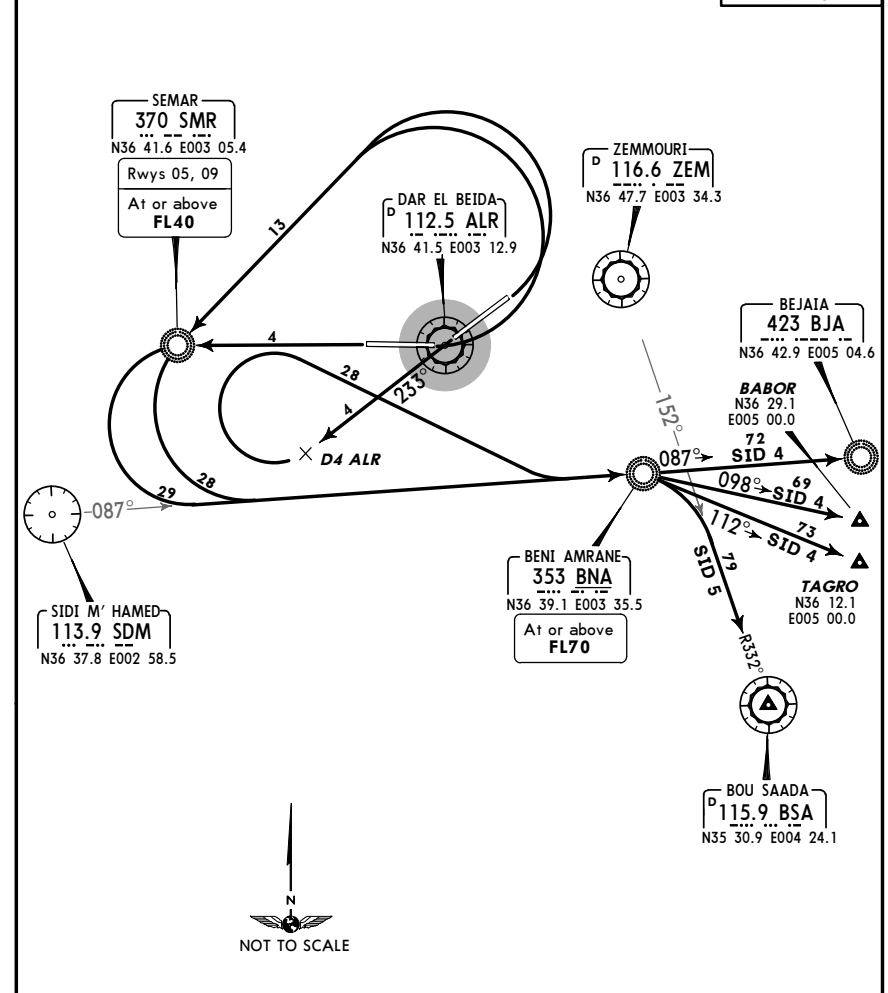 SEMAR
370 SMR
N36 41.6 E003 05.4
Rwys 05, 09
At or above
FL40
ZEMMOURI
D 116.6 ZEM
N36 47.7 E003 34.3
DAR EL BEIDA
D 112.5 ALR
N36 41.5 E003 12.9
13
BEJAIA
423 BJA
N36 42.9 E005 04.6
4
28
233°
4
D4 ALR
BABOR
N36 29.1
E005 00.0
152°
72
087° SID 4
69
098° SID 4
73
112° SID 4
79
SID 5
28
29
087°
BENI AMRANE
353 BNA
N36 39.1 E003 35.5
At or above
FL70
TAGRO
N36 12.1
E005 00.0
SIDI M' HAMED
113.9 SDM
N36 37.8 E002 58.5
R332°
BOU SAADA
D 115.9 BSA
N35 30.9 E004 24.1
N
NOT TO SCALE